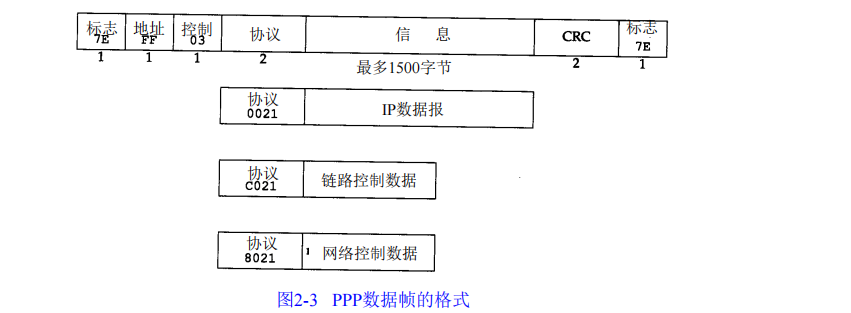 标志 地址 控制 协议 信 息 CRC 标志
7E FF 03 7E
1 1 1 2 最多1500字节 2 1
协议 IP数据报
0021
协议 链路控制数据
C021
协议 网络控制数据
8021
图2-3 PPP数据帧的格式